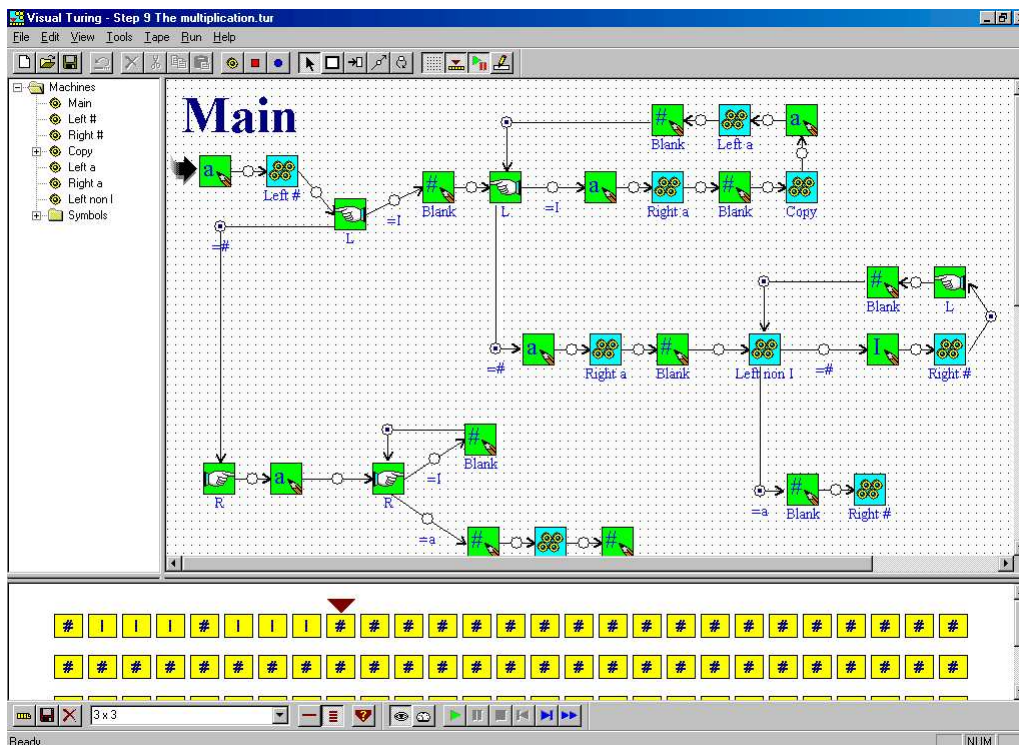 Visual Turing - Step 9 The multiplication.tur
File Edit View Tools Tape Run Help
Machines
Main
Left #
Right #
Copy
Left a
Right a
Left non I
Symbols
Main
# Blank
Left a
a
a
Left #
L
=I
# Blank
L
=I
a
Right a
# Blank
Copy
=#
# Blank
L
=#
a
Right a
# Blank
Left non I
=#
I
Right #
# Blank
R
a
R
=I
=a
# Blank
Right #
=a
#
#
# I I I # I I I # # # # # # # # # # # # # # # # # # #
# # # # # # # # # # # # # # # # # # # # # # # # # # #
3 x 3
Ready
NUM